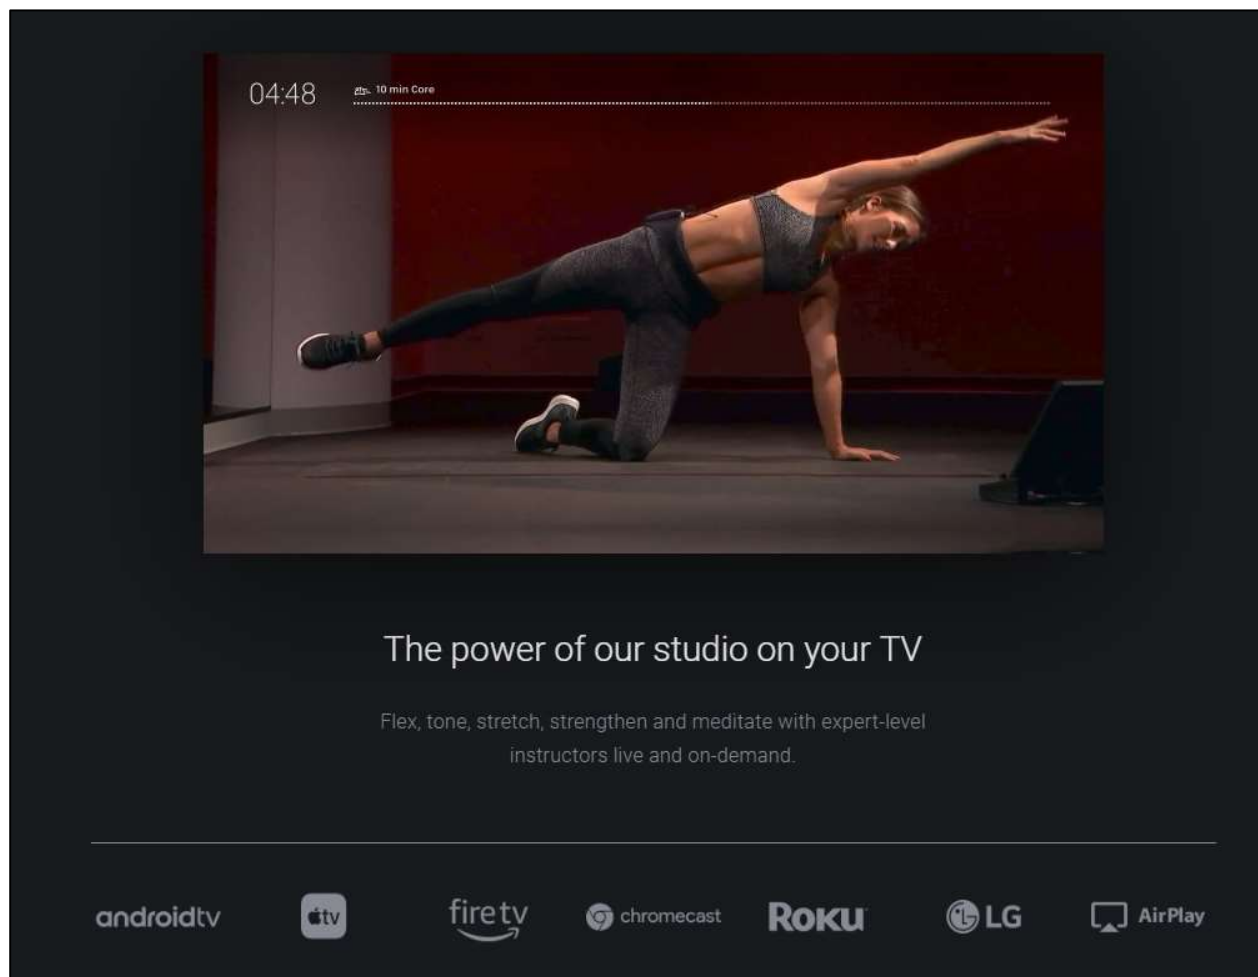 04:48
10 min Core
The power of our studio on your TV
Flex, tone, stretch, strengthen and meditate with expert-level
instructors live and on-demand.
androidtv
tv
firetv
chromecast
ROKU
LG
AirPlay